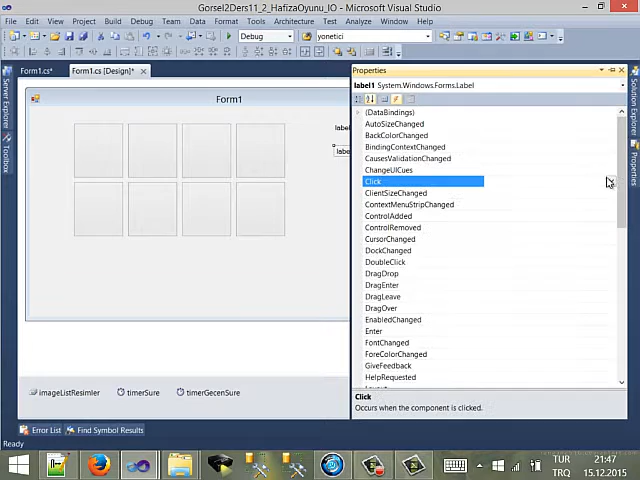 Gorsel2Ders11_2_HafizaOyunu_IO - Microsoft Visual Studio
File Edit View Project Build Debug Team Data Format Tools Architecture Test Analyze Window Help
Debug yonetici
Form1.cs* Form1.cs [Design]*
Server Explorer
Toolbox
Form1
label
labe
Properties
label1 System.Windows.Forms.Label
(DataBindings)
AutoSizeChanged
BackColorChanged
BindingContextChanged
CausesValidationChanged
ChangeUICues
Click
ClientSizeChanged
ContextMenuStripChanged
ControlAdded
ControlRemoved
CursorChanged
DockChanged
DoubleClick
DragDrop
DragEnter
DragLeave
DragOver
EnabledChanged
Enter
FontChanged
ForeColorChanged
GiveFeedback
HelpRequested
Click
Occurs when the component is clicked.
Solution Explorer
Properties
imageListResimler timerSure timerGecenSure
Error List Find Symbol Results
Ready
TUR 21:47
TRQ 15.12.2015